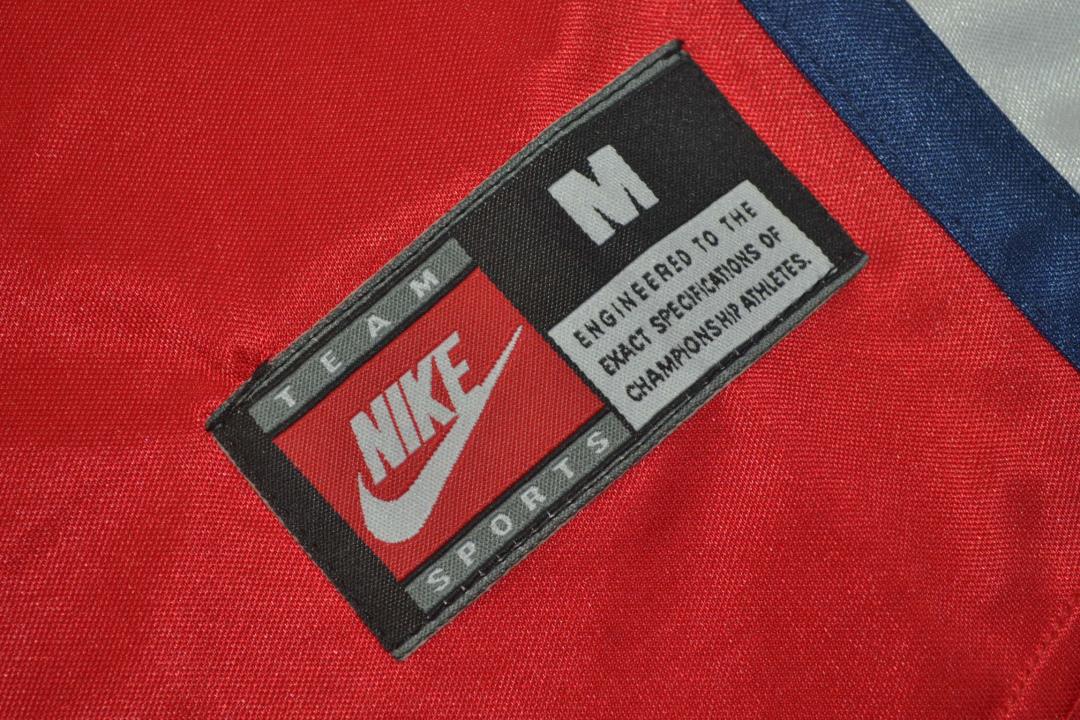 M
TEAM
NIKE
SPORTS
ENGINEERED TO THE
EXACT SPECIFICATIONS OF
CHAMPIONSHIP ATHLETES.